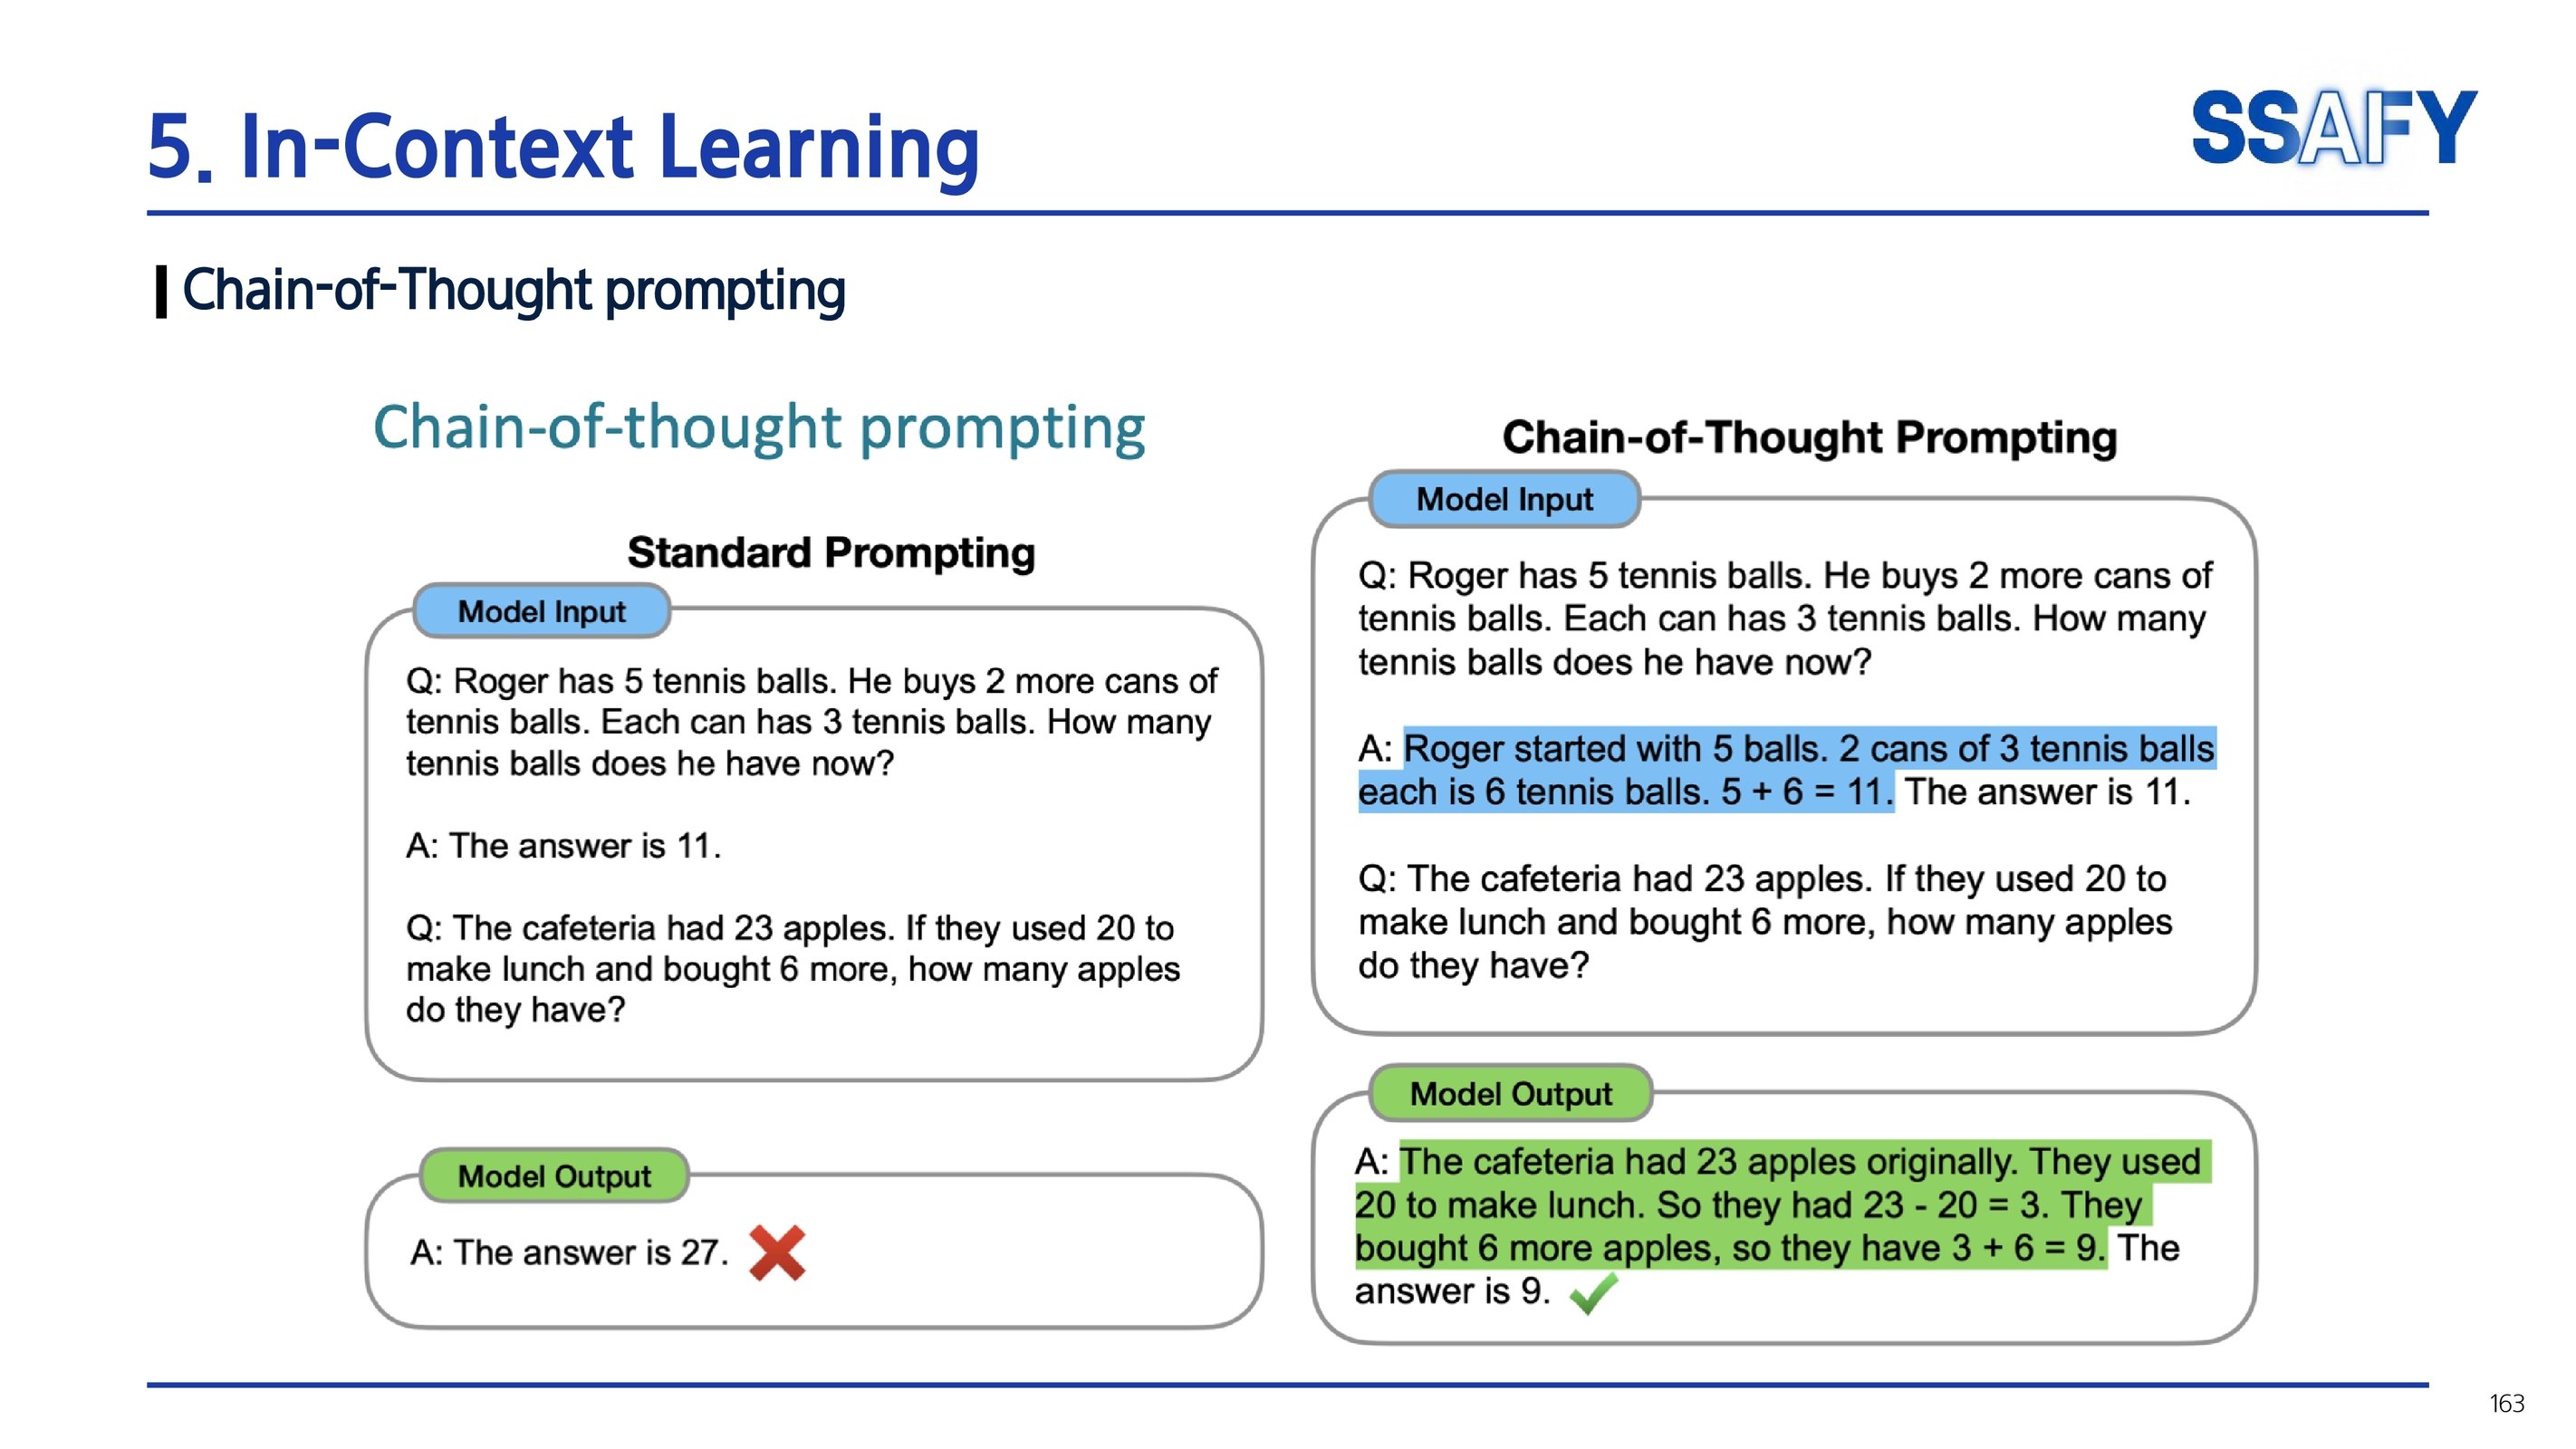 5. In-Context Learning
SSAFY
Chain-of-Thought prompting
Chain-of-thought prompting
Standard Prompting
Model Input
Q: Roger has 5 tennis balls. He buys 2 more cans of
tennis balls. Each can has 3 tennis balls. How many
tennis balls does he have now?
A: The answer is 11.
Q: The cafeteria had 23 apples. If they used 20 to
make lunch and bought 6 more, how many apples
do they have?
Model Output
A: The answer is 27.
Chain-of-Thought Prompting
Model Input
Q: Roger has 5 tennis balls. He buys 2 more cans of
tennis balls. Each can has 3 tennis balls. How many
tennis balls does he have now?
A: Roger started with 5 balls. 2 cans of 3 tennis balls
each is 6 tennis balls. 5 + 6 = 11. The answer is 11.
Q: The cafeteria had 23 apples. If they used 20 to
make lunch and bought 6 more, how many apples
do they have?
Model Output
A: The cafeteria had 23 apples originally. They used
20 to make lunch. So they had 23 - 20 = 3. They
bought 6 more apples, so they have 3 + 6 = 9. The
answer is 9.
163